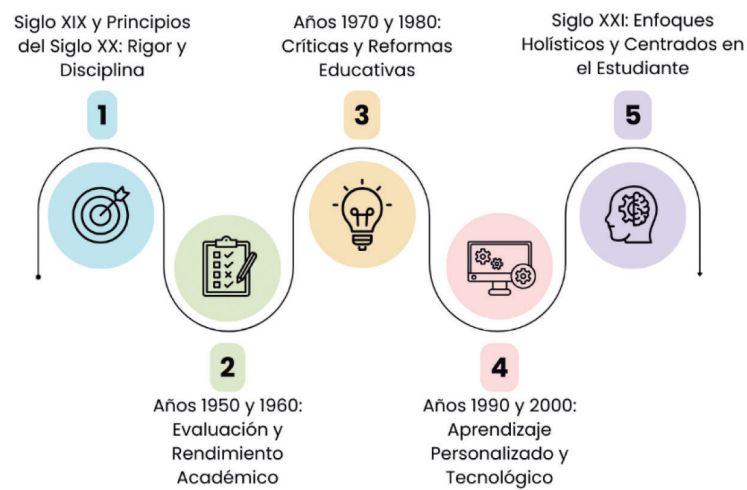 Siglo XIX y Principios
del Siglo XX: Rigor y
Disciplina
1
2
Años 1950 y 1960:
Evaluación y
Rendimiento
Académico
Años 1970 y 1980:
Críticas y Reformas
Educativas
3
4
Años 1990 y 2000:
Aprendizaje
Personalizado y
Tecnológico
Siglo XXI: Enfoques
Holísticos y Centrados en
el Estudiante
5